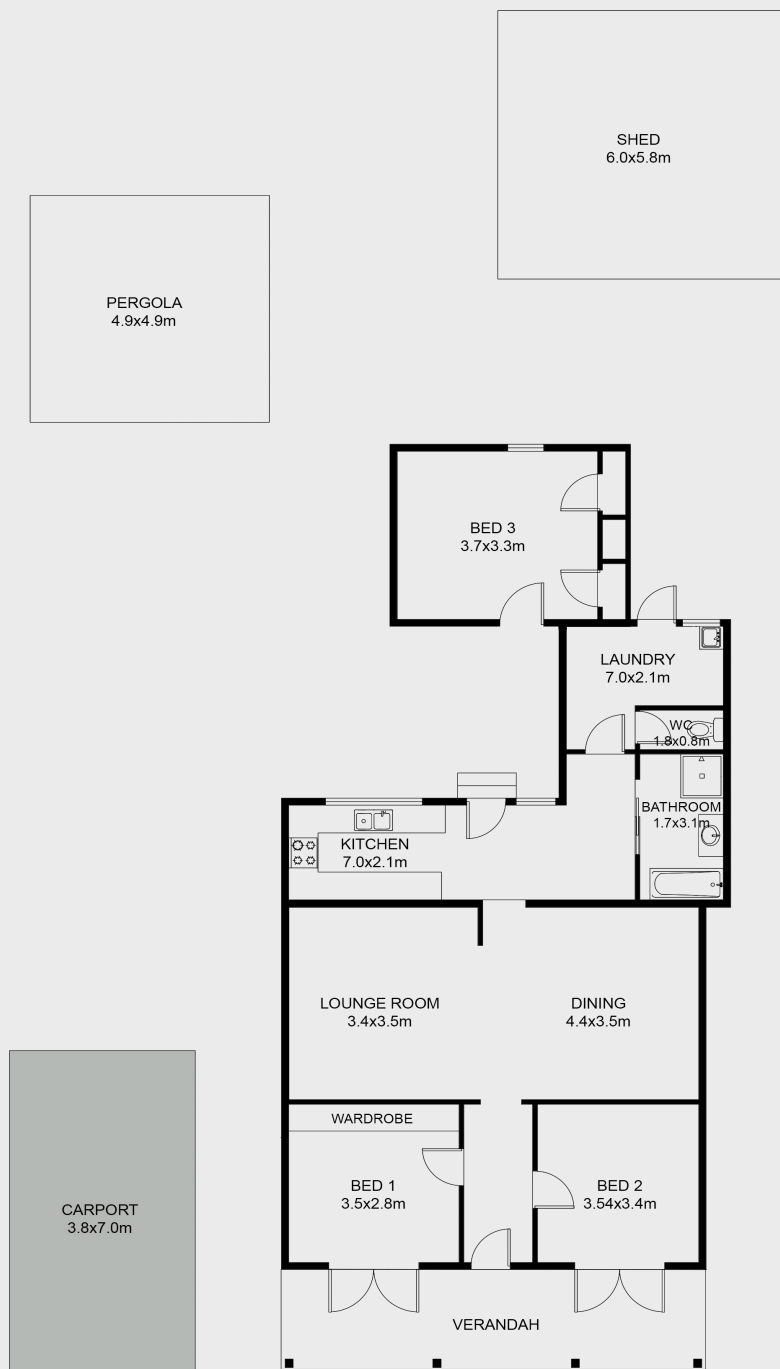 SHED
6.0x5.8m
PERGOLA
4.9x4.9m
BED 3
3.7x3.3m
LAUNDRY
7.0x2.1m
WC
1.8x0.8m
BATHROOM
1.7x3.1m
KITCHEN
7.0x2.1m
LOUNGE ROOM
3.4x3.5m
DINING
4.4x3.5m
WARDROBE
BED 1
3.5x2.8m
BED 2
3.54x3.4m
CARPORT
3.8x7.0m
VERANDAH